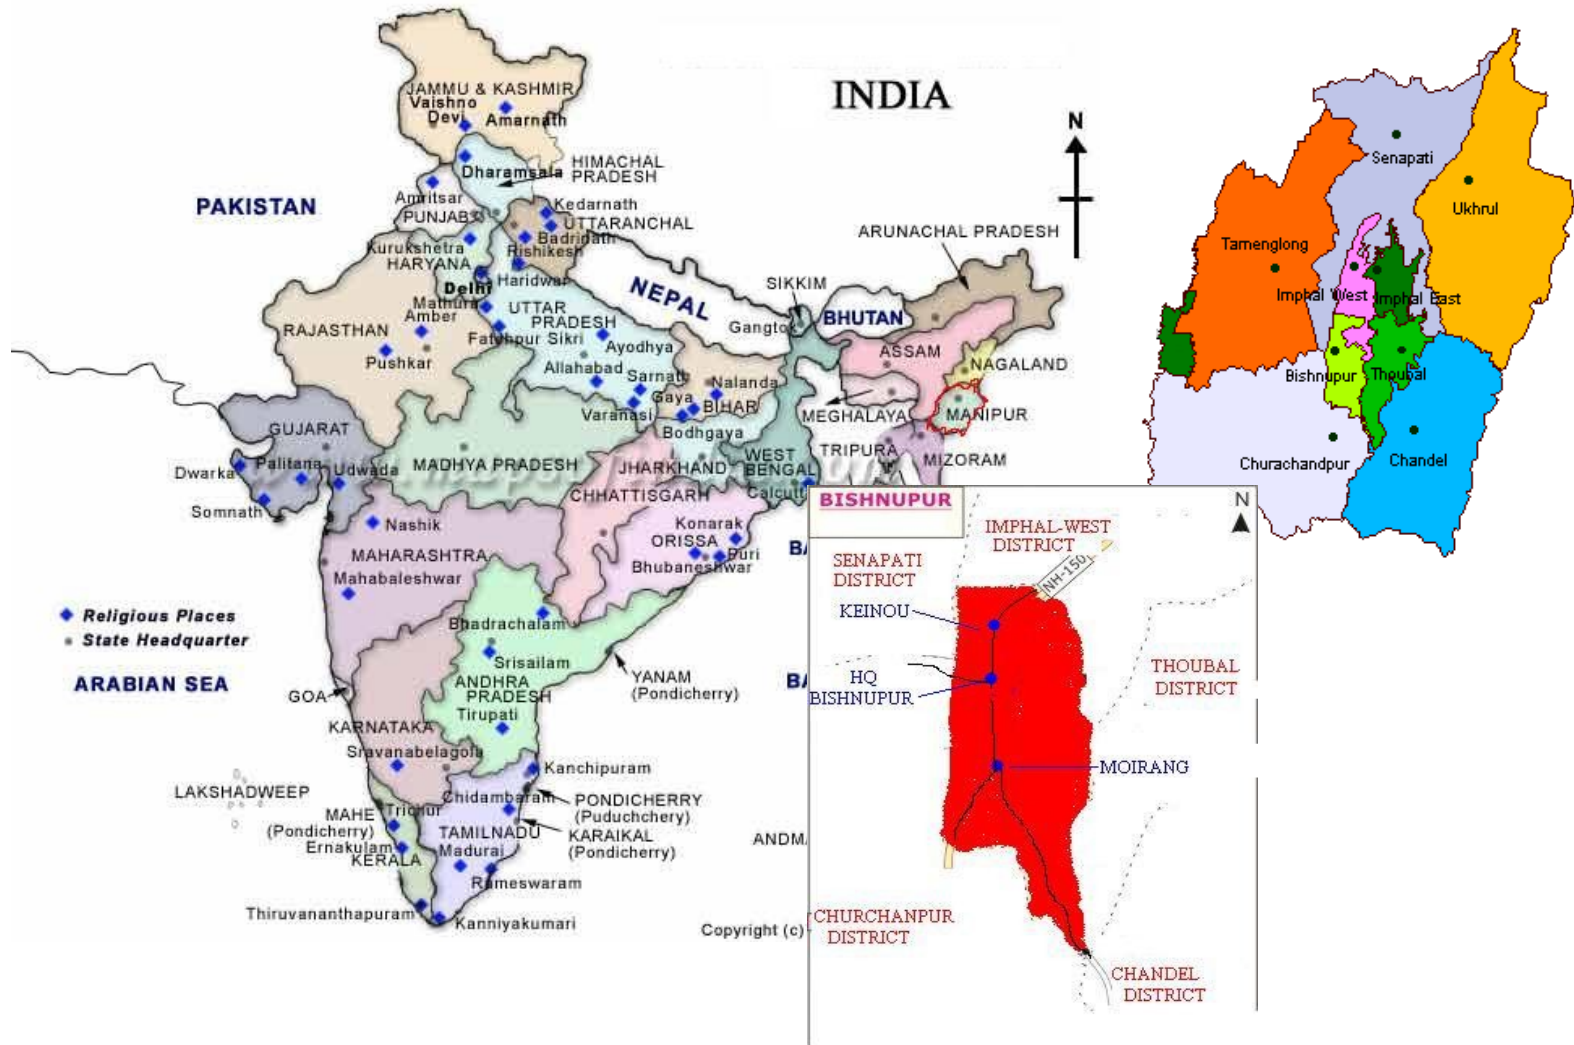 INDIA
N
JAMMU & KASHMIR
Vaishno
Devi
Amarnath
HIMACHAL
PRADESH
Dharamsala
Amritsar
PUNJAB
PAKISTAN
Kedarnath
UTTARANCHAL
Badrinath
Rishikesh
Kurukshetra
HARYANA
Haridwar
Delhi
ARUNACHAL PRADESH
SIKKIM
NEPAL
BHUTAN
Gangtok
Mathura
Amber
RAJASTHAN
Pushkar
UTTAR
PRADESH
Fatehpur Sikri
Ayodhya
Allahabad
Sarnath
Varanasi
Gaya
Nalanda
BIHAR
Bodhgaya
ASSAM
NAGALAND
MEGHALAYA
MANIPUR
TRIPURA
MIZORAM
GUJARAT
Dwarka
Palitana
Udwada
Somnath
MADHYA PRADESH
JHARKHAND
WEST
BENGAL
Calcutt
CHHATTISGARH
Nashik
MAHARASHTRA
Mahabaleshwar
Konarak
ORISSA
Puri
Bhubaneshwar
BA
Religious Places
State Headquarter
ARABIAN SEA
Bhadrachalam
Srisailam
YANAM
(Pondicherry)
BA
GOA
ANDHRA
PRADESH
Tirupati
KARNATAKA
Sravanabelagola
Kanchipuram
LAKSHADWEEP
Chidambaram
PONDICHERRY
(Puduchchery)
Trichur
MAHE
(Pondicherry)
Ernakulam
KERALA
TAMILNADU
Madurai
KARAIKAL
(Pondicherry)
ANDM
Rameswaram
Thiruvananthapuram
Kanniyakumari
Copyright (c)
Senapati
Ukhrul
Tamenglong
Imphal West
Imphal East
Bishnupur
Thoubal
Churachandpur
Chandel
BISHNUPUR
N
IMPHAL-WEST
DISTRICT
SENAPATI
DISTRICT
NH-150
KEINOU
HQ
BISHNUPUR
THOUBAL
DISTRICT
MOIRANG
CHURCHANPUR
DISTRICT
CHANDEL
DISTRICT